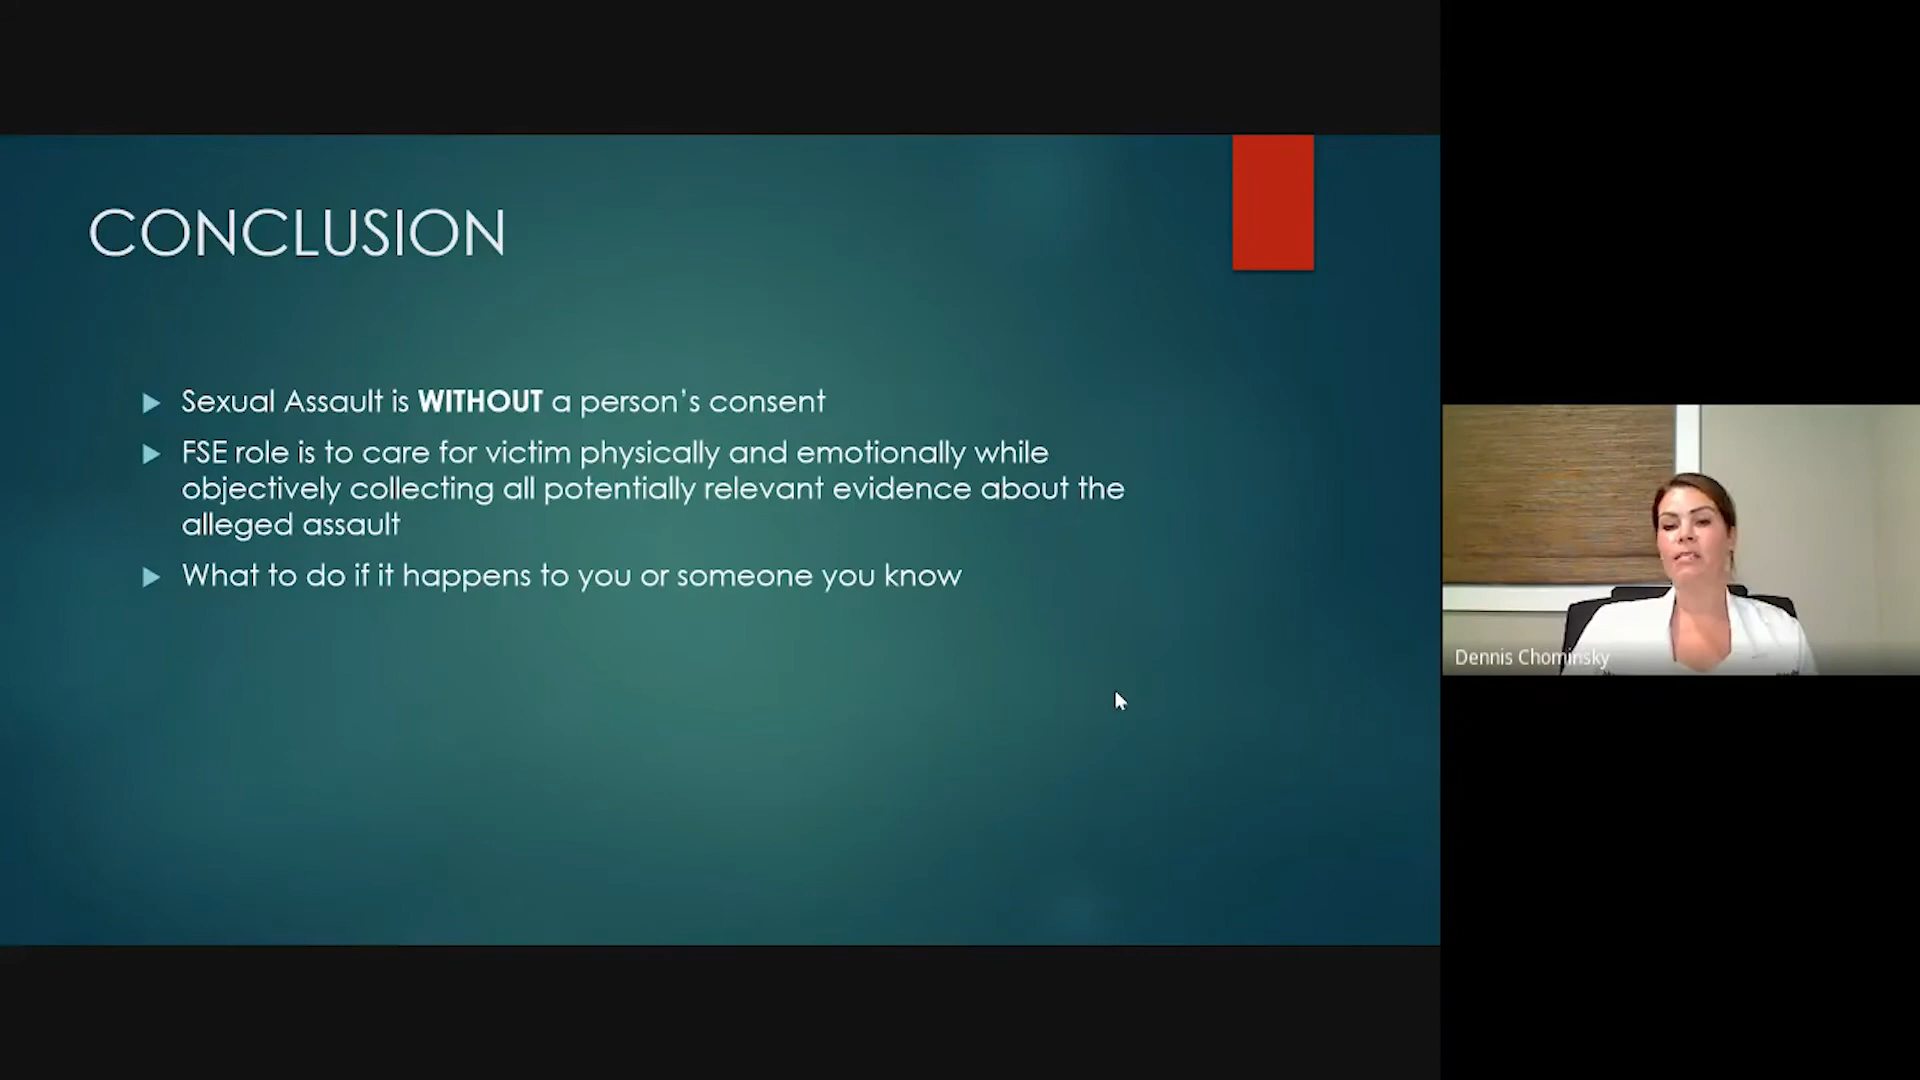 CONCLUSION
Sexual Assault is WITHOUT a person’s consent
FSE role is to care for victim physically and emotionally while
objectively collecting all potentially relevant evidence about the
alleged assault
What to do if it happens to you or someone you know
Dennis Chominsky